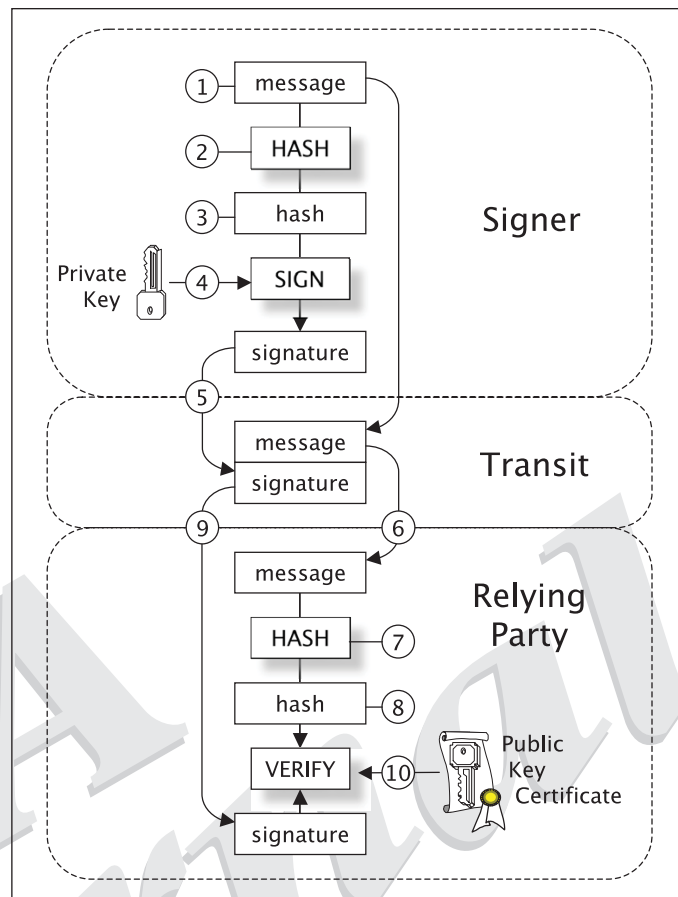 1 message
2 HASH
3 hash
Signer
Private
Key
4 SIGN
signature
5
message
Transit
signature
9 6
message
Relying
Party
HASH 7
hash 8
VERIFY 10
Public
Key
Certificate
signature